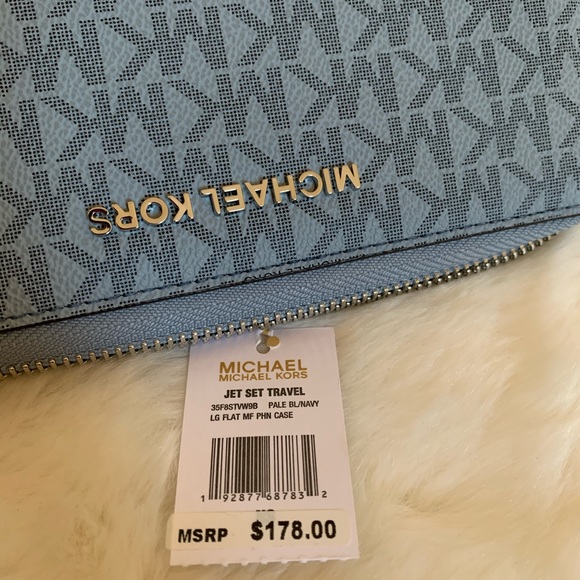 MICHAEL KORS
MICHAEL
MICHAEL KORS
JET SET TRAVEL
35F8STVW9B PALE BL/NAVY
LG FLAT MF PHN CASE
1 92877 68783 2
MSRP $178.00